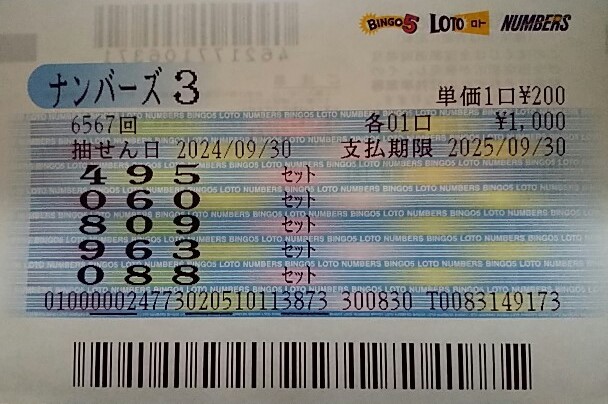 BINGO5 LOTO ロト NUMBERS
ナンバーズ3
単価1口¥200
6567回 各01口 ¥1,000
抽せん日 2024/09/30 支払期限 2025/09/30
495 セット
060 セット
809 セット
963 セット
088 セット
010000024773020510113873 300830 T0083149173